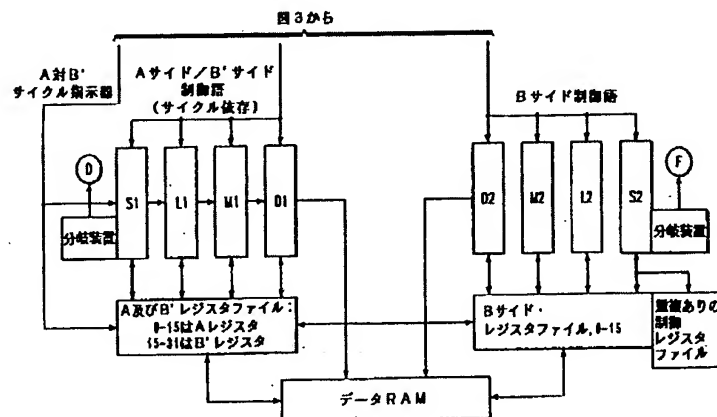 図3から
A対B'
サイクル指示器
Aサイド/B'サイド
制御語
(サイクル依存)
Bサイド制御語
D
S1
L1
M1
D1
D2
M2
L2
S2
F
分岐装置
分岐装置
A及びB'レジスタファイル:
0-15はAレジスタ
15-31はB'レジスタ
Bサイド・
レジスタファイル,0-15
重複ありの
制御
レジスタ
ファイル
データRAM